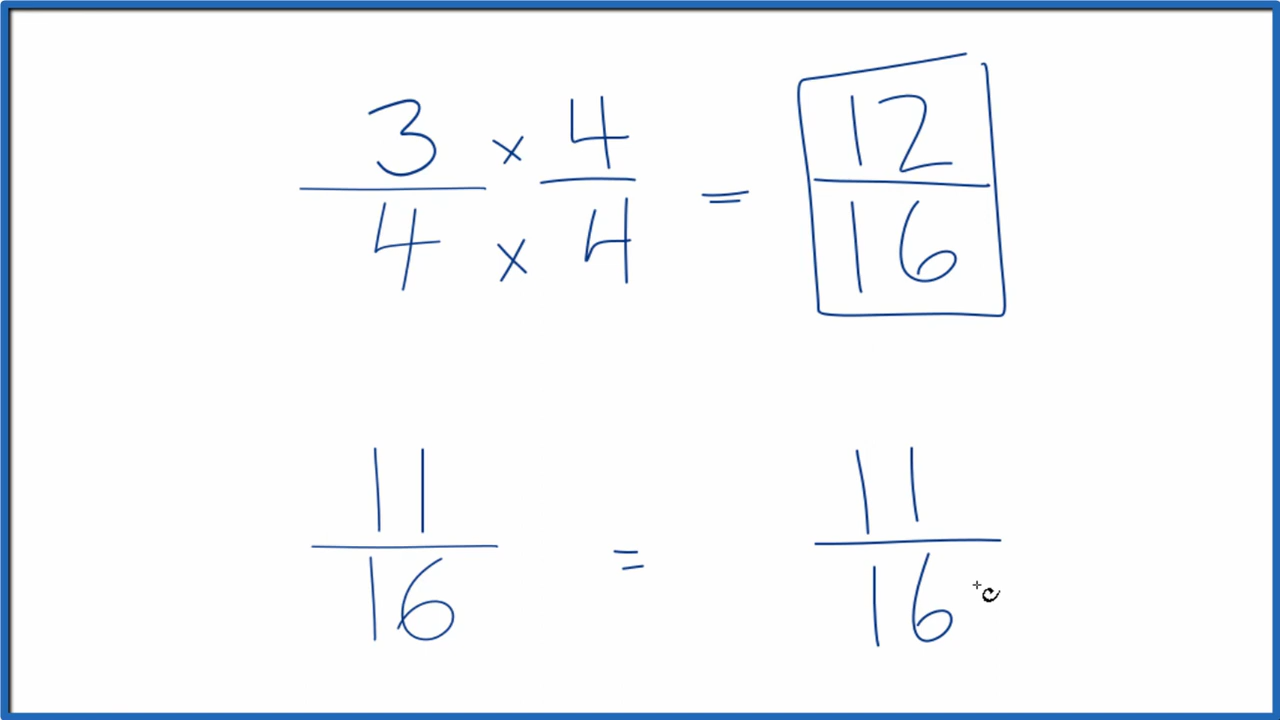 3 × 4 = 12
4 × 4 16
11 = 11
16 16